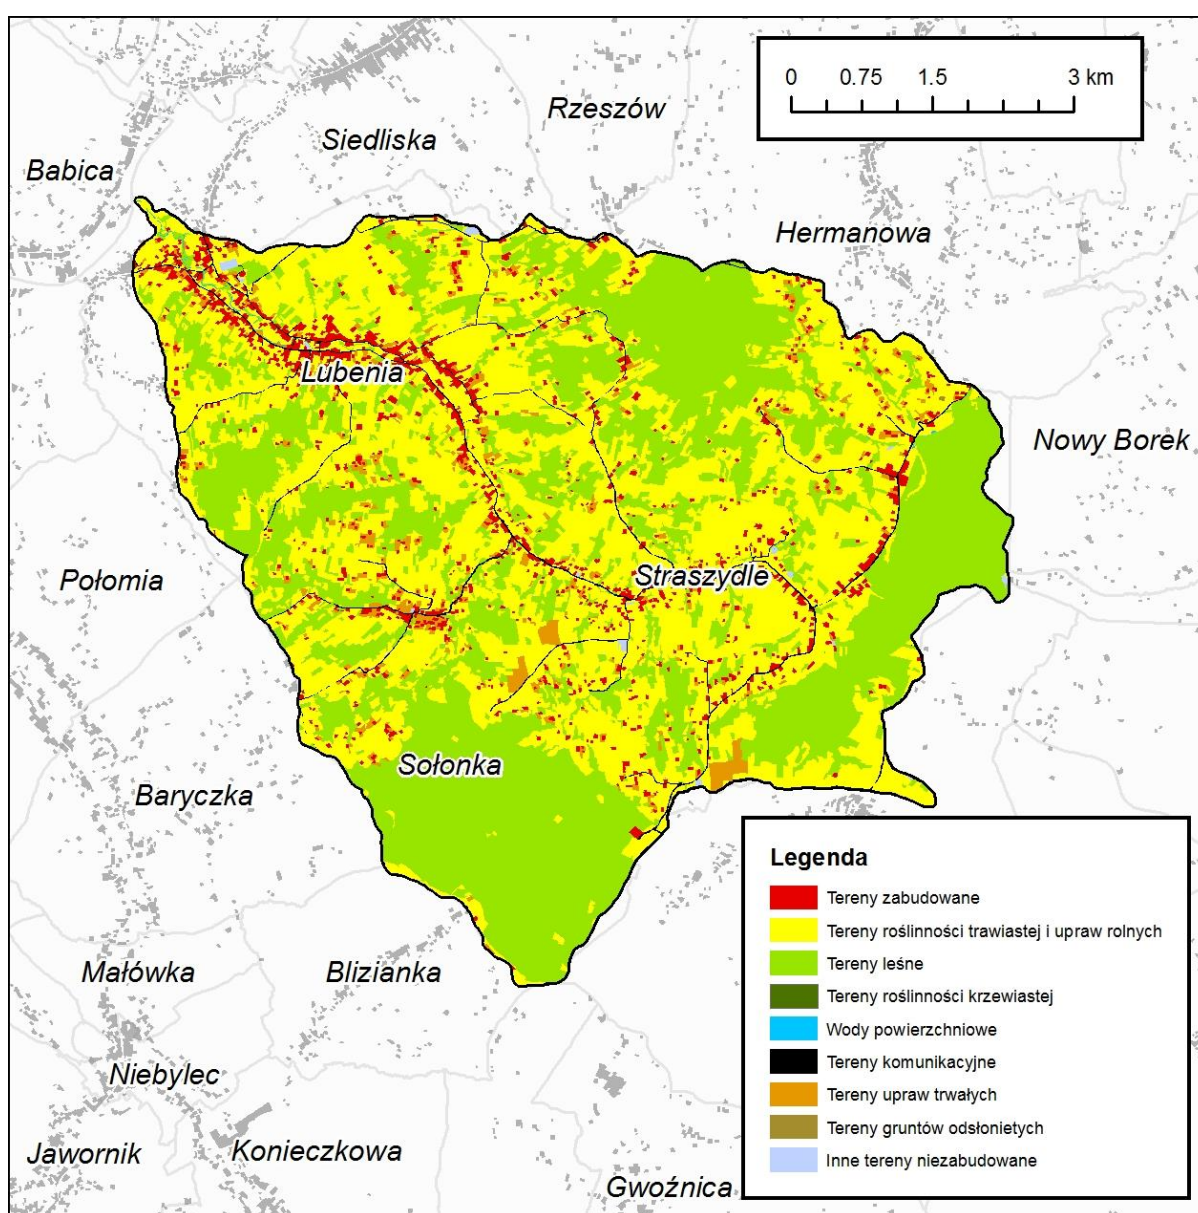 0 0.75 1.5 3 km
Rzeszów
Siedliska
Babica
Hermanowa
Lubenia
Nowy Borek
Straszydle
Połomia
Sołonka
Baryczka
Legenda
Tereny zabudowane
Tereny roślinności trawiastej i upraw rolnych
Tereny leśne
Tereny roślinności krzewiastej
Wody powierzchniowe
Tereny komunikacyjne
Tereny upraw trwałych
Tereny gruntów odsłonietych
Inne tereny niezabudowane
Małówka
Blizianka
Niebylec
Jawornik
Konieczkowa
Gwoźnica